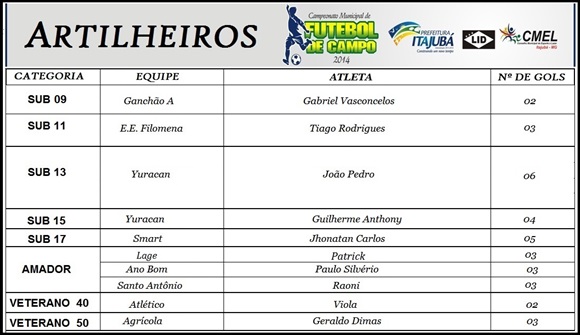 ARTILHEIROS
Campeonato Municipal de
FUTEBOL
DE CAMPO
2014
PREFEITURA
ITAJUBÁ
LID
CMEL
CATEGORIA EQUIPE ATLETA Nº DE GOLS
SUB 09 Ganchão A Gabriel Vasconcelos 02
SUB 11 E.E. Filomena Tiago Rodrigues 03
SUB 13 Yuracan João Pedro 06
SUB 15 Yuracan Guilherme Anthony 04
SUB 17 Smart Jhonatan Carlos 05
AMADOR Lage Patrick 03
Ano Bom Paulo Silvério 03
Santo Antônio Raoni 03
VETERANO 40 Atlético Viola 02
VETERANO 50 Agrícola Geraldo Dimas 03